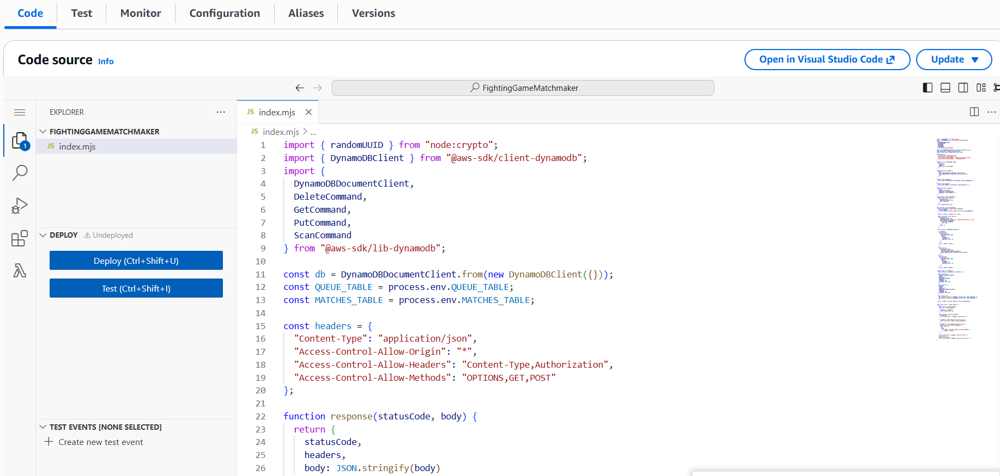 Code
Test
Monitor
Configuration
Aliases
Versions
Code source Info
Open in Visual Studio Code
Update
FightingGameMatchmaker
EXPLORER
FIGHTINGGAMEMATCHMAKER
JS index.mjs
1
DEPLOY Undeployed
Deploy (Ctrl+Shift+U)
Test (Ctrl+Shift+I)
TEST EVENTS [NONE SELECTED]
Create new test event
JS index.mjs
JS index.mjs > ...
1 import { randomUUID } from "node:crypto";
2 import { DynamoDBClient } from "@aws-sdk/client-dynamodb";
3 import {
4 DynamoDBDocumentClient,
5 DeleteCommand,
6 GetCommand,
7 PutCommand,
8 ScanCommand
9 } from "@aws-sdk/lib-dynamodb";
10
11 const db = DynamoDBDocumentClient.from(new DynamoDBClient({}));
12 const QUEUE_TABLE = process.env.QUEUE_TABLE;
13 const MATCHES_TABLE = process.env.MATCHES_TABLE;
14
15 const headers = {
16 "Content-Type": "application/json",
17 "Access-Control-Allow-Origin": "*",
18 "Access-Control-Allow-Headers": "Content-Type,Authorization",
19 "Access-Control-Allow-Methods": "OPTIONS,GET,POST"
20 };
21
22 function response(statusCode, body) {
23 return {
24 statusCode,
25 headers,
26 body: JSON.stringify(body)